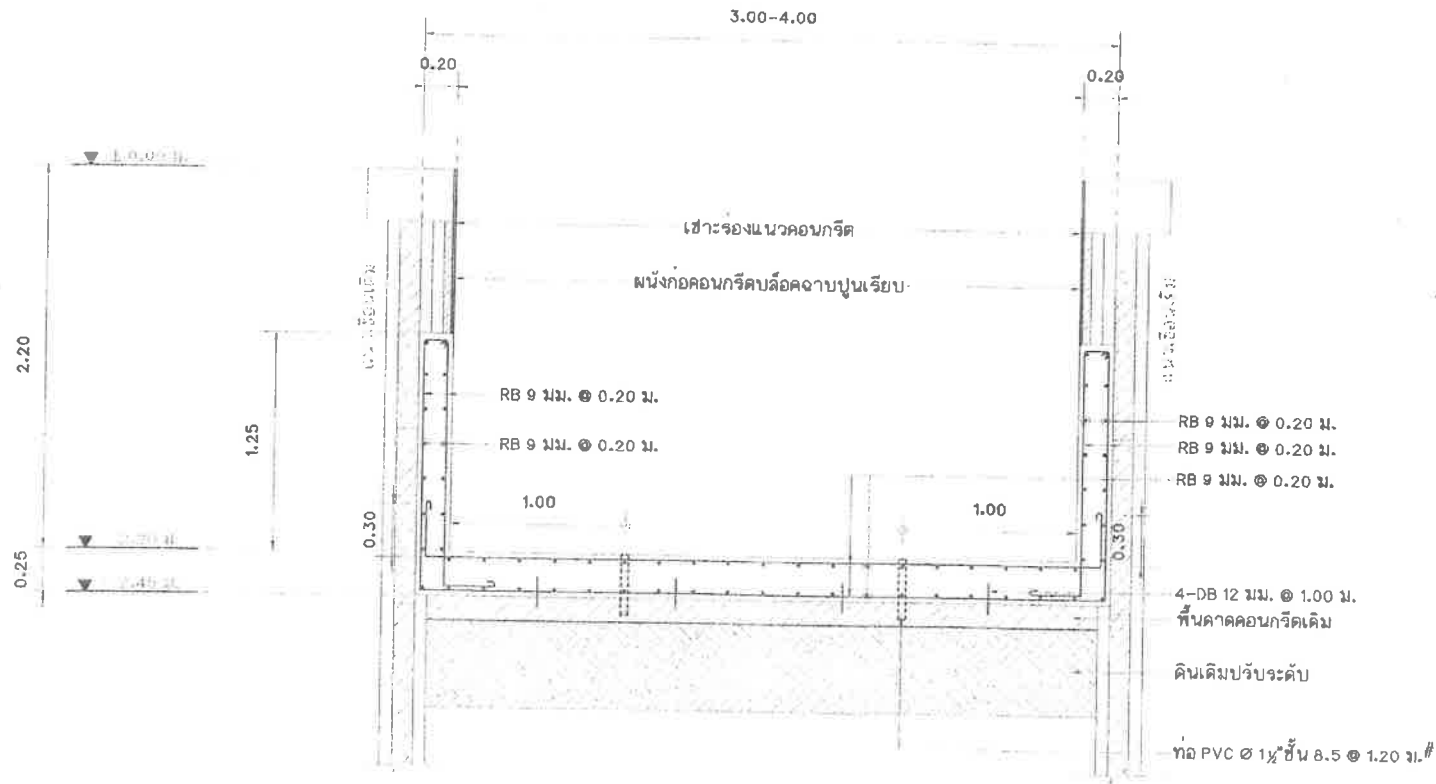 3.00-4.00
0.20
0.20
เซาะร่องแนวคอนกรีต
ผนังก่อคอนกรีตบล็อคฉาบปูนเรียบ
2.20
1.25
RB 9 มม. @ 0.20 ม.
RB 9 มม. @ 0.20 ม.
RB 9 มม. @ 0.20 ม.
RB 9 มม. @ 0.20 ม.
RB 9 มม. @ 0.20 ม.
1.00
1.00
0.30
0.30
0.25
4-DB 12 มม. @ 1.00 ม.
พื้นดาดคอนกรีตเดิม
ดินเดิมปรับระดับ
ท่อ PVC Ø 1½" ชั้น 8.5 @ 1.20 ม.#